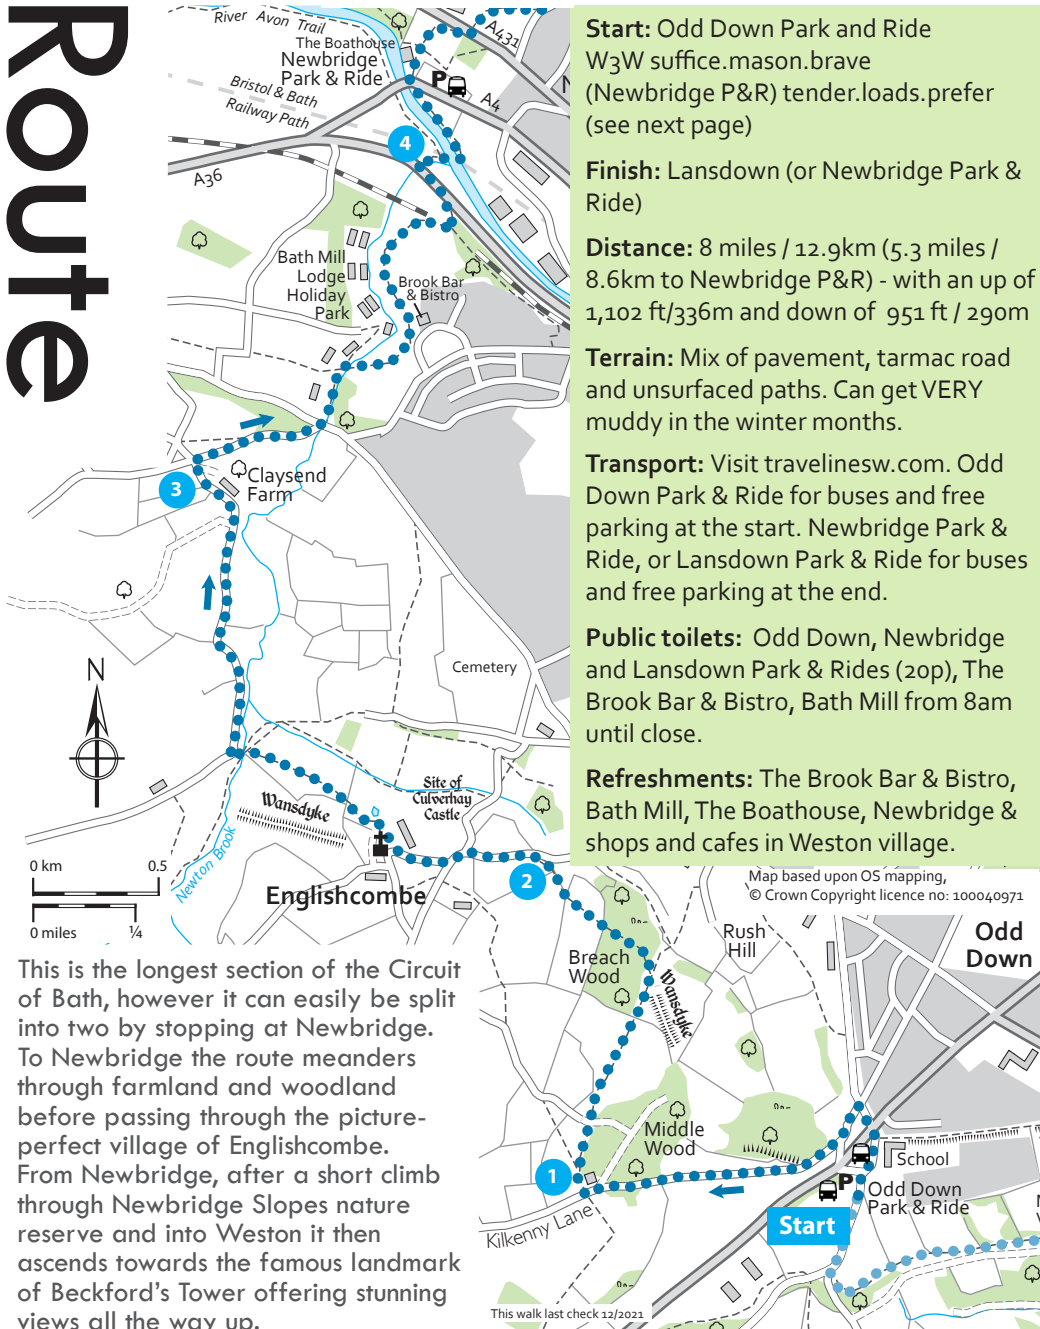 Route
River Avon Trail
The Boathouse
Newbridge
Park & Ride
A431
P
A4
N
Bristol & Bath
Railway Path
4
A36
Bath Mill
Lodge
Holiday
Park
Brook Bar
& Bistro
3
Claysend
Farm
N
Cemetery
Site of
Culverhay
Castle
Wansdyke
2
Newton Brook
Englishcombe
0 km 0.5
0 miles ¼
Start: Odd Down Park and Ride
W3W suffice.mason.brave
(Newbridge P&R) tender.loads.prefer
(see next page)
Finish: Lansdown (or Newbridge Park &
Ride)
Distance: 8 miles / 12.9km (5.3 miles /
8.6km to Newbridge P&R) - with an up of
1,102 ft/336m and down of 951 ft / 290m
Terrain: Mix of pavement, tarmac road
and unsurfaced paths. Can get VERY
muddy in the winter months.
Transport: Visit travelinesw.com. Odd
Down Park & Ride for buses and free
parking at the start. Newbridge Park &
Ride, or Lansdown Park & Ride for buses
and free parking at the end.
Public toilets: Odd Down, Newbridge
and Lansdown Park & Rides (20p), The
Brook Bar & Bistro, Bath Mill from 8am
until close.
Refreshments: The Brook Bar & Bistro,
Bath Mill, The Boathouse, Newbridge &
shops and cafes in Weston village.
Map based upon OS mapping,
© Crown Copyright licence no: 100040971
This is the longest section of the Circuit
of Bath, however it can easily be split
into two by stopping at Newbridge.
To Newbridge the route meanders
through farmland and woodland
before passing through the picture-
perfect village of Englishcombe.
From Newbridge, after a short climb
through Newbridge Slopes nature
reserve and into Weston it then
ascends towards the famous landmark
of Beckford's Tower offering stunning
views all the way up.
Breach
Wood
Wansdyke
Rush
Hill
Odd
Down
Middle
Wood
1
Kilkenny Lane
School
P
Odd Down
Park & Ride
Start
This walk last check 12/2021